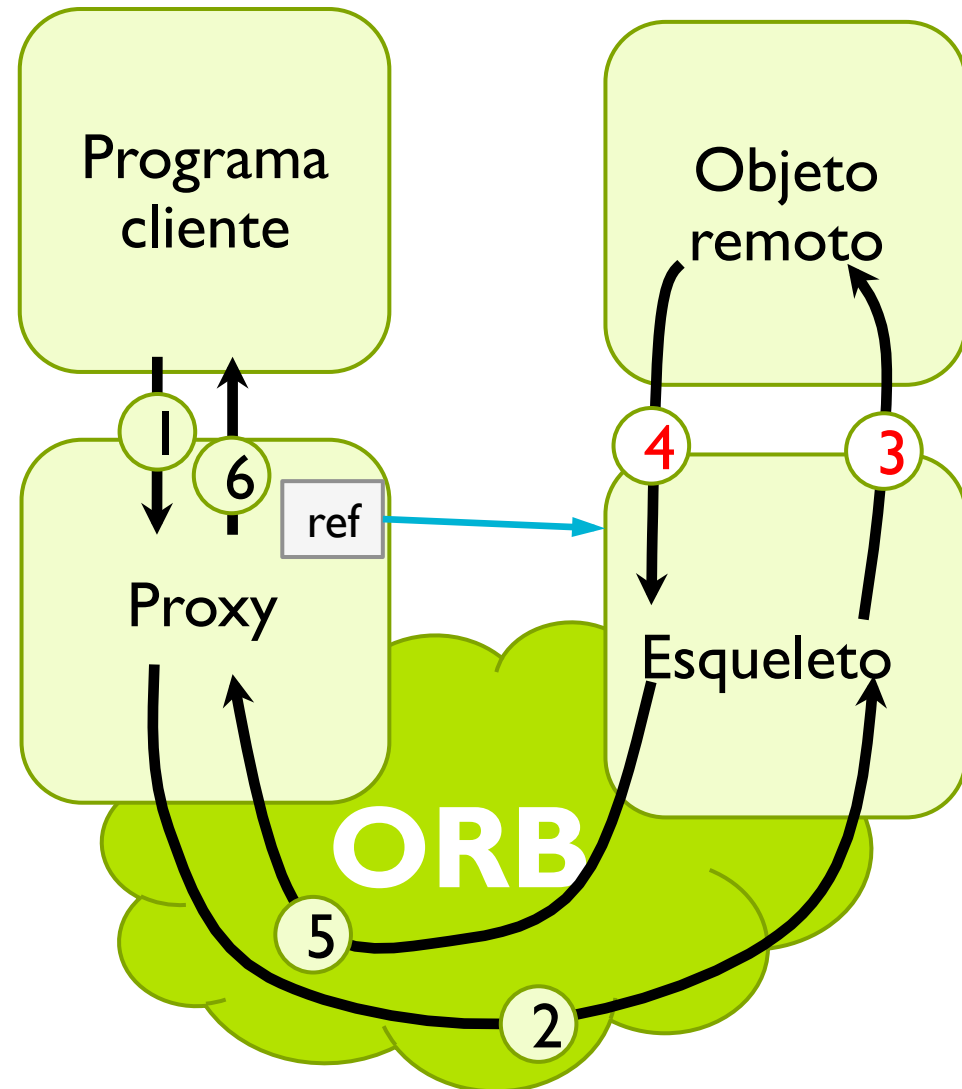 Programa
cliente
Objeto
remoto
1
6
4
3
ref
Proxy
Esqueleto
ORB
5
2